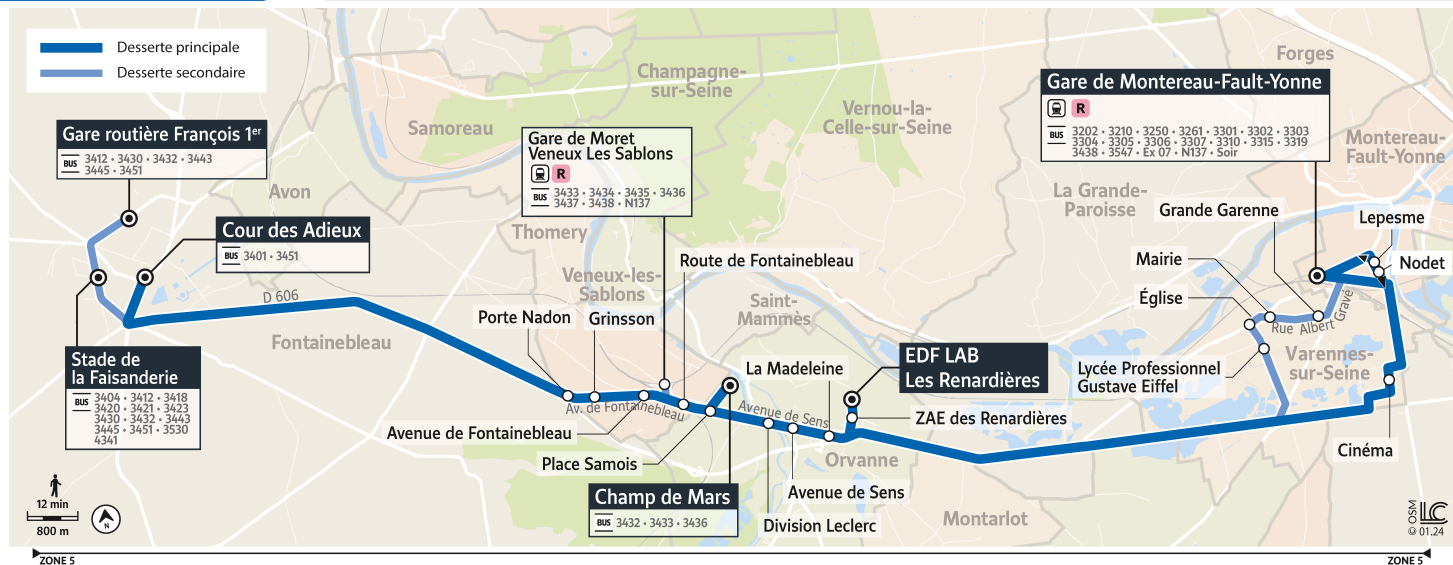 Desserte principale
Desserte secondaire
Gare routière François 1er
BUS 3412 • 3430 • 3432 • 3443
3445 • 3451
Cour des Adieux
BUS 3401 • 3451
Stade de
la Faisanderie
BUS 3404 • 3412 • 3418
3420 • 3421 • 3423
3430 • 3432 • 3443
3445 • 3451 • 3530
4341
Avon
Samoreau
Champagne-
sur-Seine
Vernou-la-
Celle-sur-Seine
Forges
Gare de Moret
Veneux Les Sablons
R
BUS 3433 • 3434 • 3435 • 3436
3437 • 3438 • N137
Gare de Montereau-Fault-Yonne
R
BUS 3202 • 3210 • 3250 • 3261 • 3301 • 3302 • 3303
3304 • 3305 • 3306 • 3307 • 3310 • 3315 • 3319
3438 • 3547 • Ex 07 • N137 • Soir
Montereau-
Fault-Yonne
La Grande-
Paroisse
Grande Garenne
Lepesme
Nodet
Mairie
Église
Rue Albert Gravé
Lycée Professionnel
Gustave Eiffel
Varennes-
sur-Seine
Cinéma
Thomery
Veneux-les-
Sablons
Saint-
Mammès
Route de Fontainebleau
D 606
Fontainebleau
Porte Nadon
Grinsson
Av. de Fontainebleau
Avenue de Fontainebleau
Place Samois
Champ de Mars
BUS 3432 • 3433 • 3436
La Madeleine
Avenue de Sens
Avenue de Sens
Division Leclerc
EDF LAB
Les Renardières
ZAE des Renardières
Orvanne
Montarlot
12 min
800 m
N
© OSM
LC
© 01.24
ZONE 5
ZONE 5